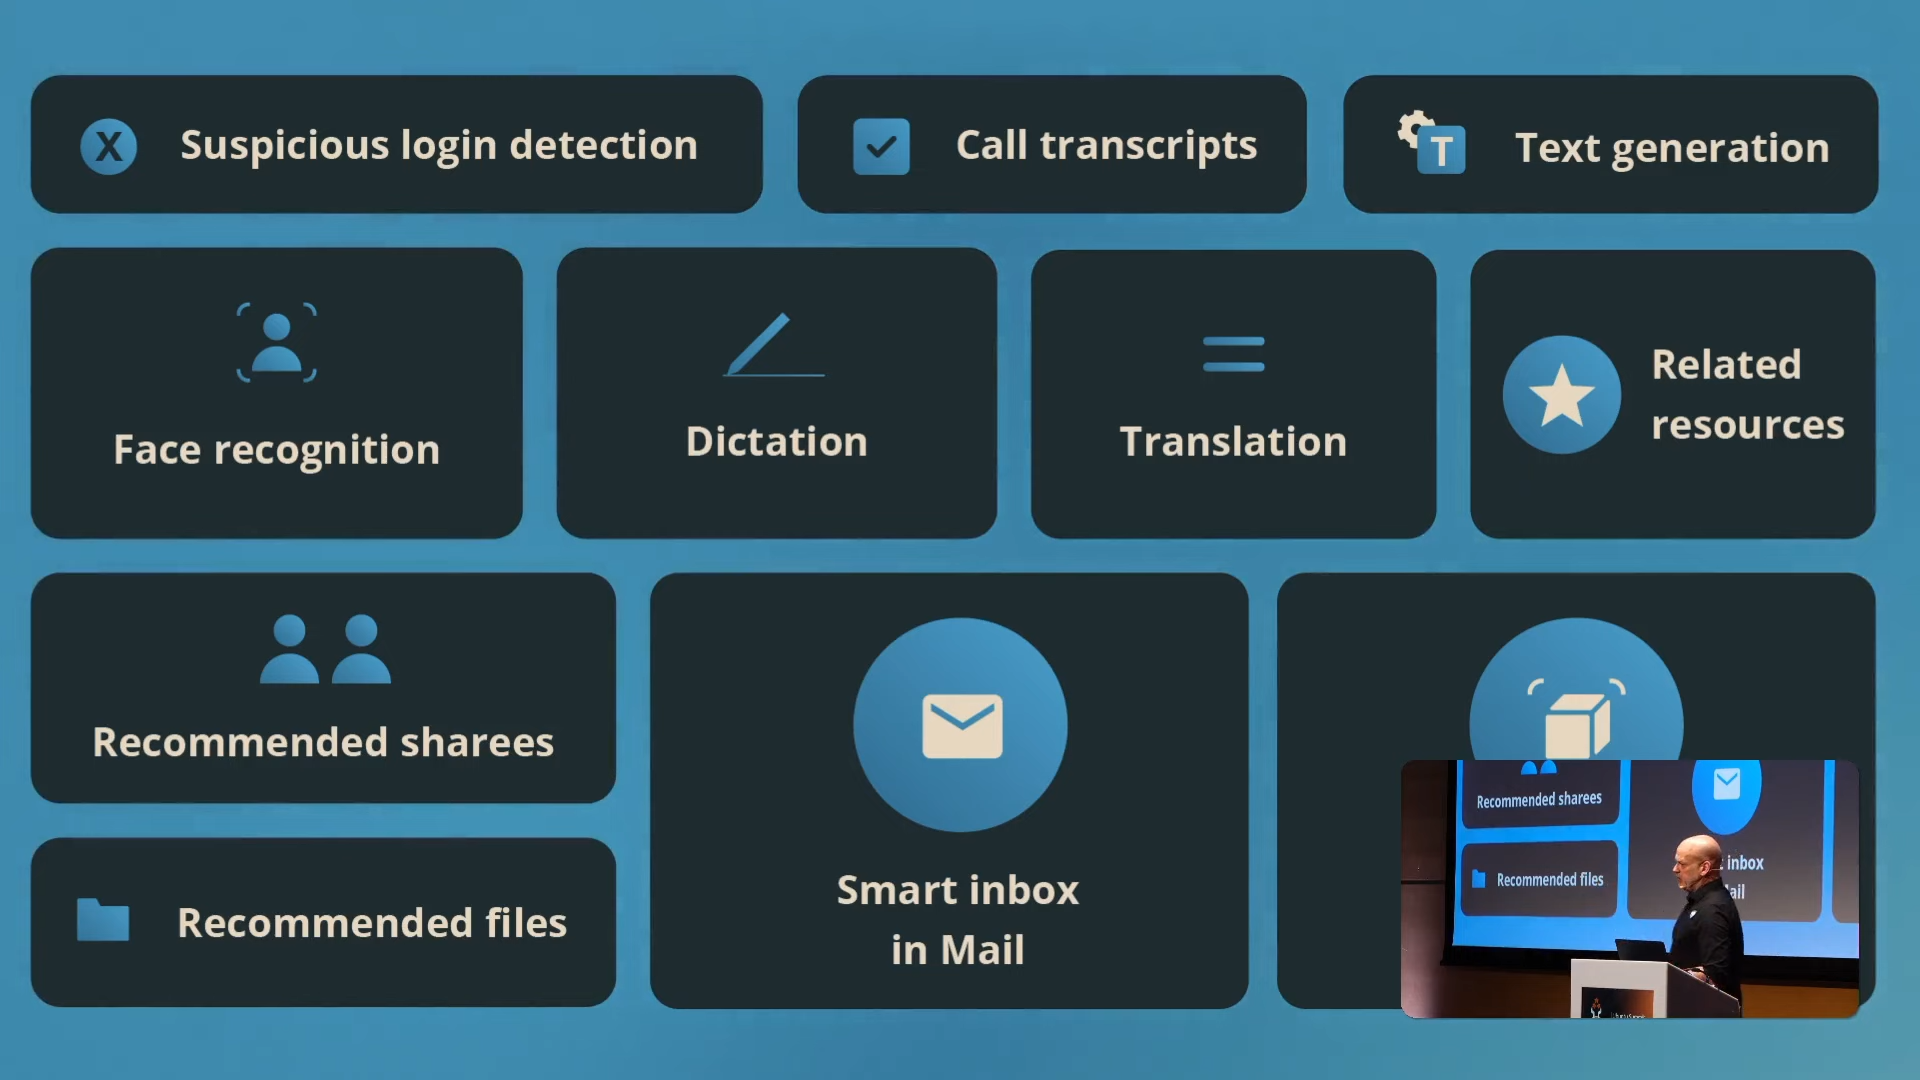 X Suspicious login detection
Call transcripts
T Text generation
Face recognition
Dictation
Translation
Related
resources
Recommended sharees
Smart inbox
in Mail
Recommended files
Recommended sharees
inbox
Recommended files